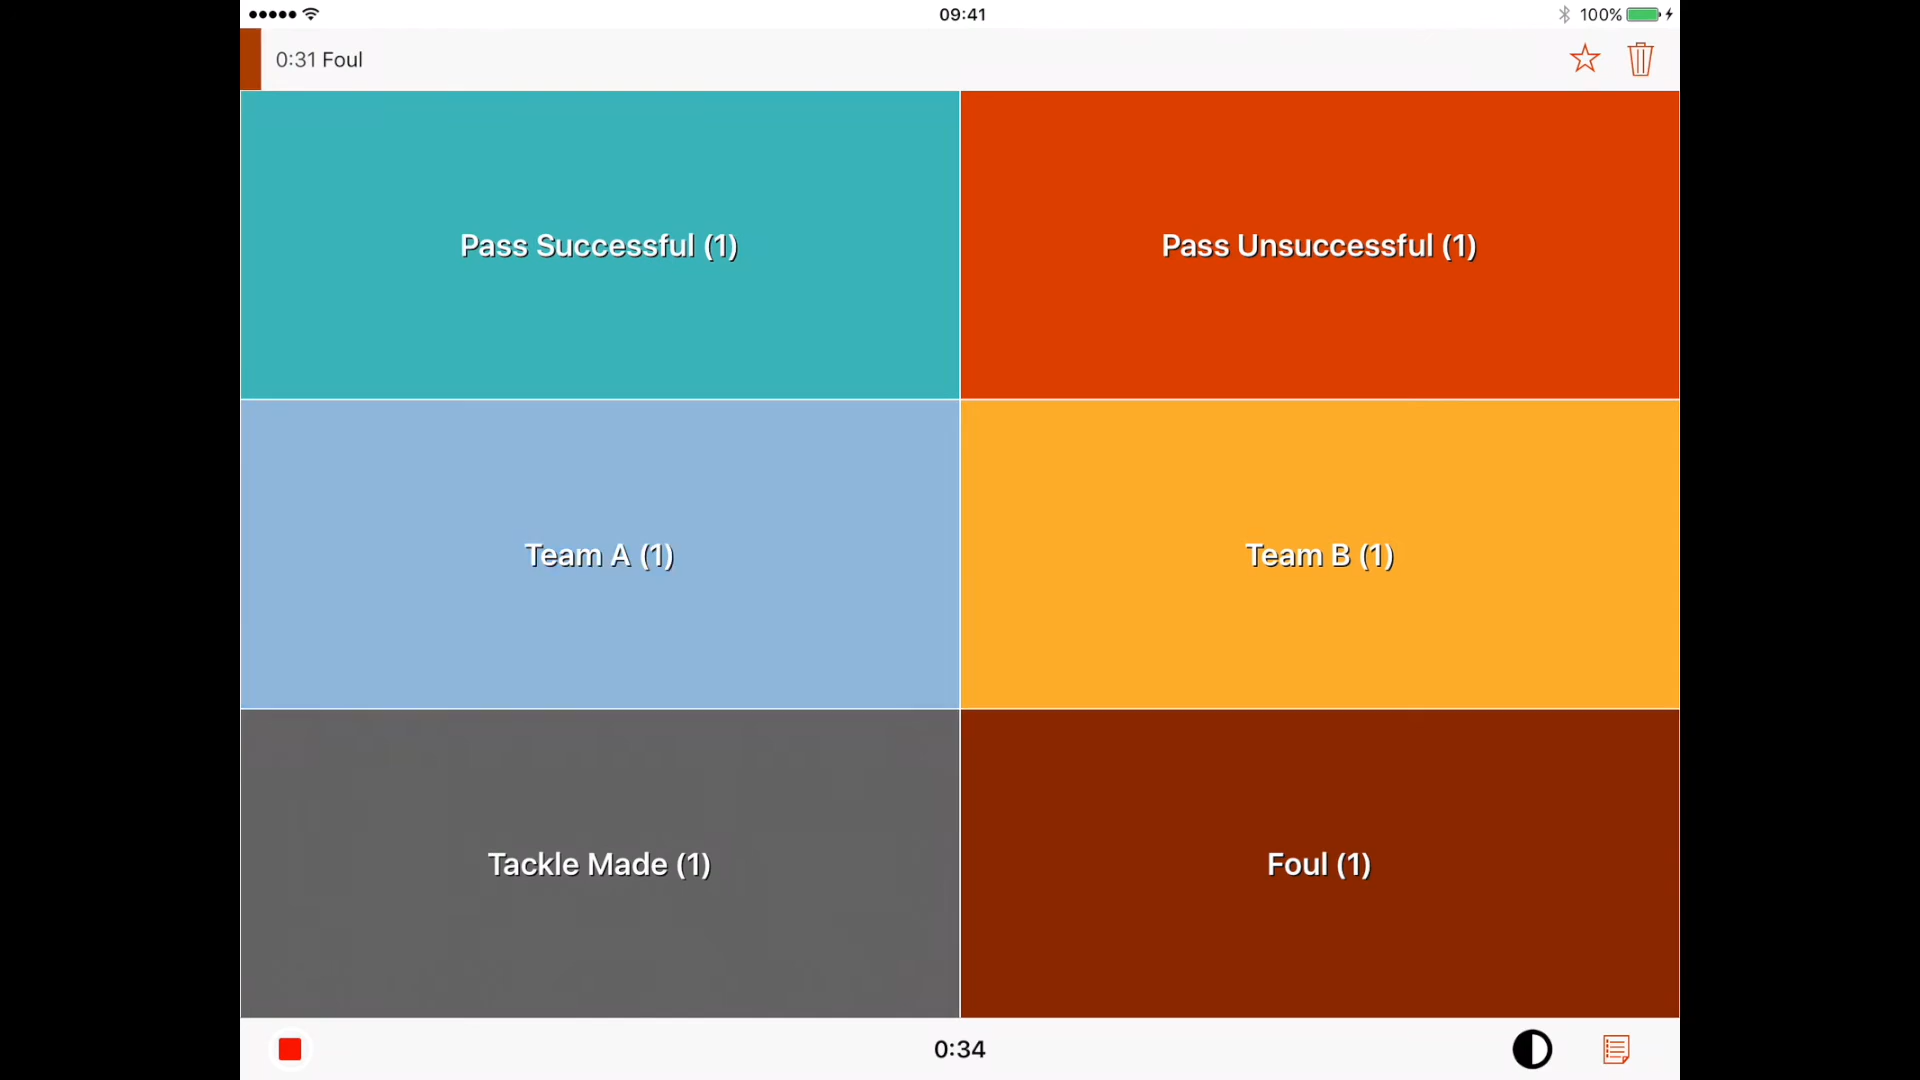 09:41
100%
0:31 Foul
Pass Successful (1)
Pass Unsuccessful (1)
Team A (1)
Team B (1)
Tackle Made (1)
Foul (1)
0:34